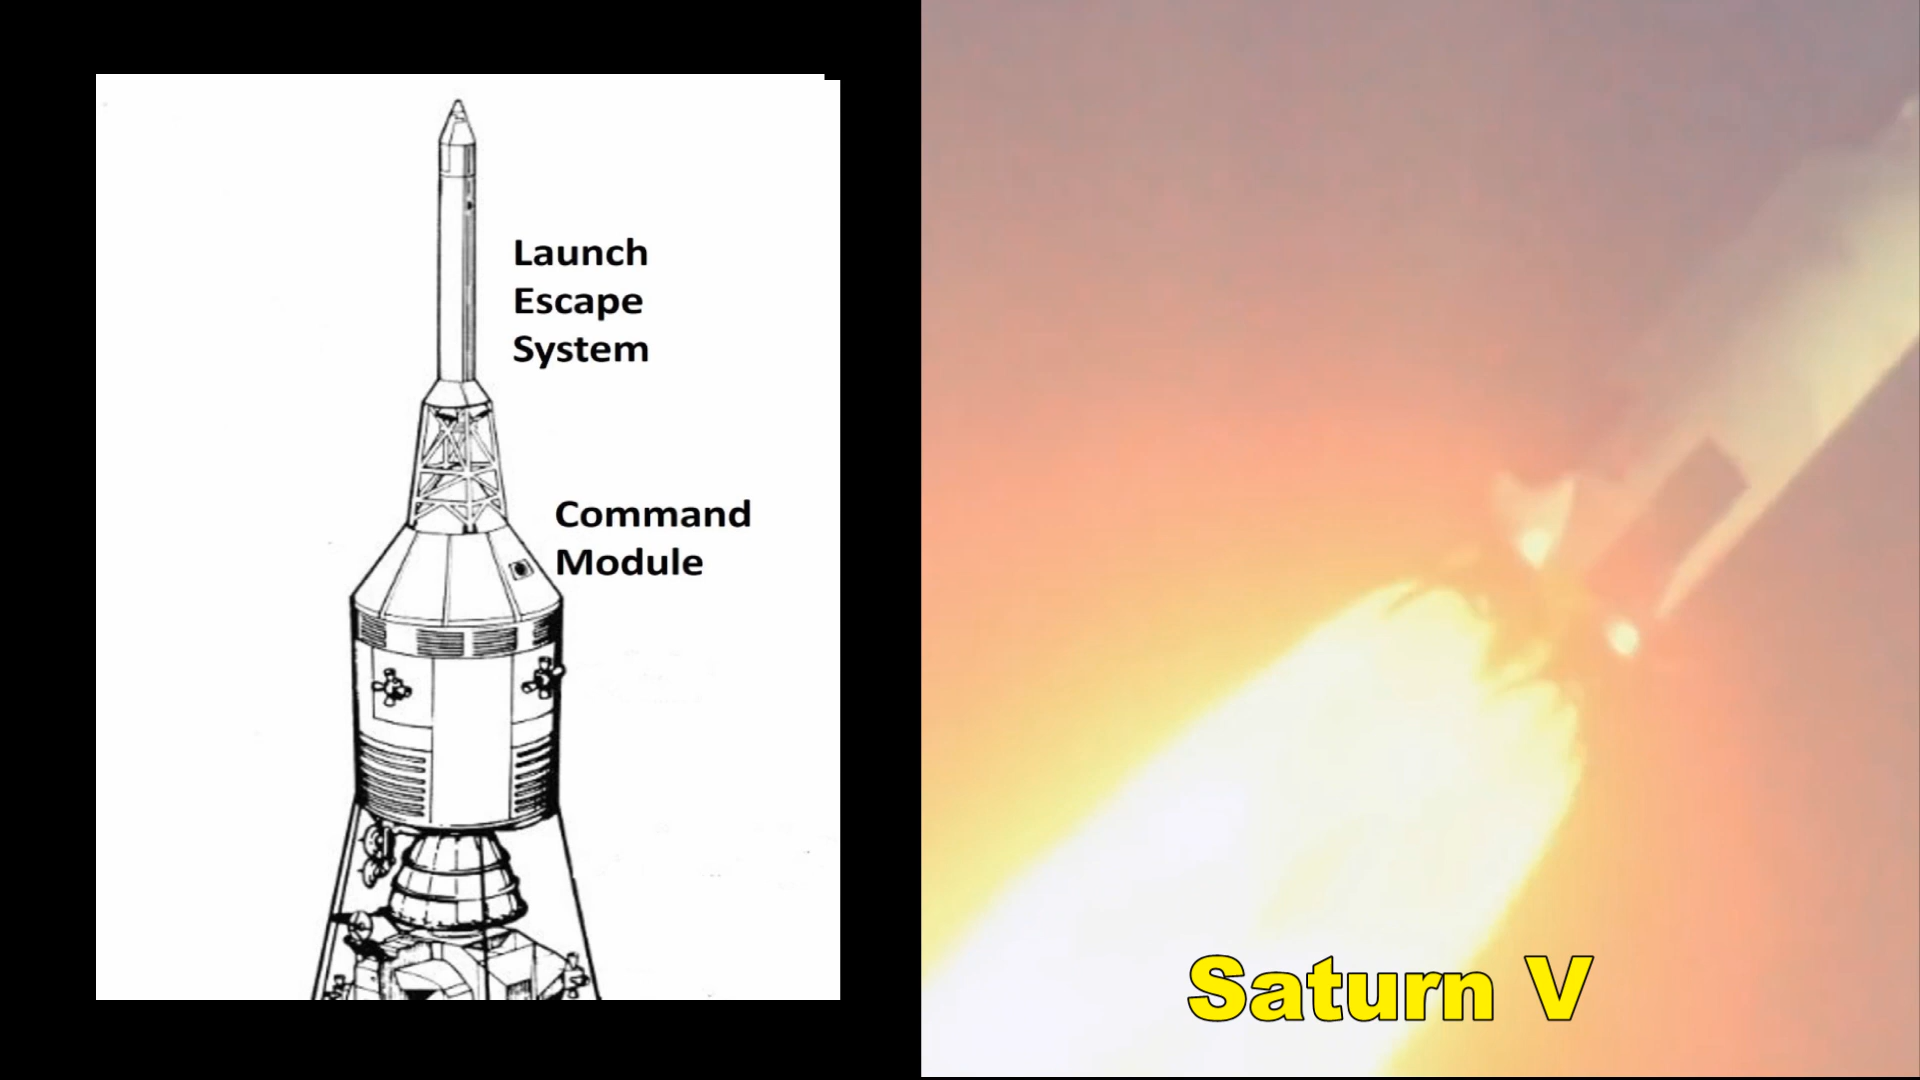 Launch
Escape
System
Command
Module
Saturn V